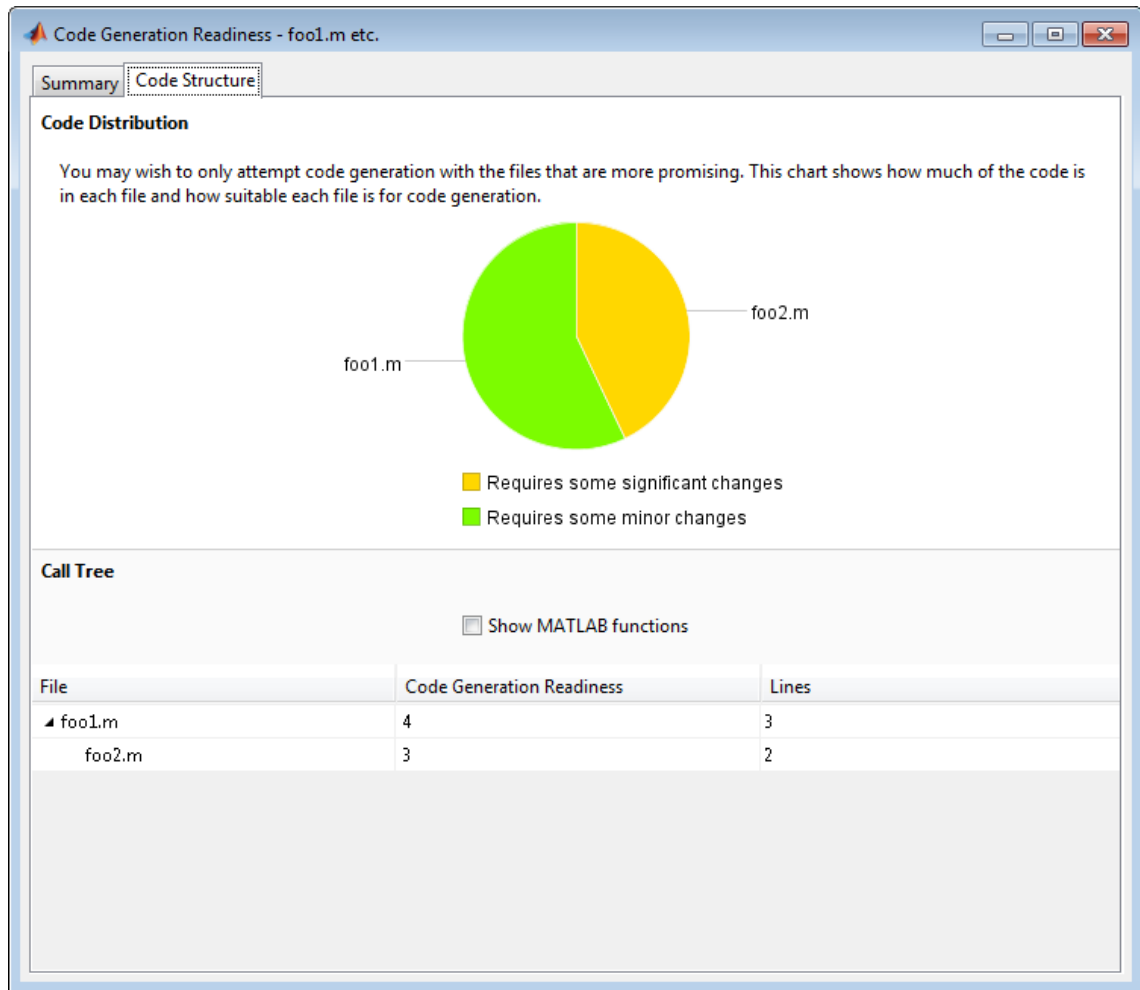 Code Generation Readiness - foo1.m etc.
Summary
Code Structure
Code Distribution
You may wish to only attempt code generation with the files that are more promising. This chart shows how much of the code is
in each file and how suitable each file is for code generation.
foo2.m
foo1.m
Requires some significant changes
Requires some minor changes
Call Tree
Show MATLAB functions
File Code Generation Readiness Lines
foo1.m 4 3
foo2.m 3 2